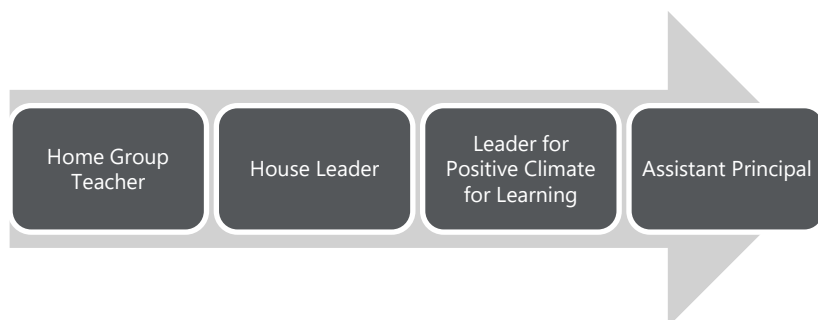 Home Group
Teacher
House Leader
Leader for
Positive Climate
for Learning
Assistant Principal